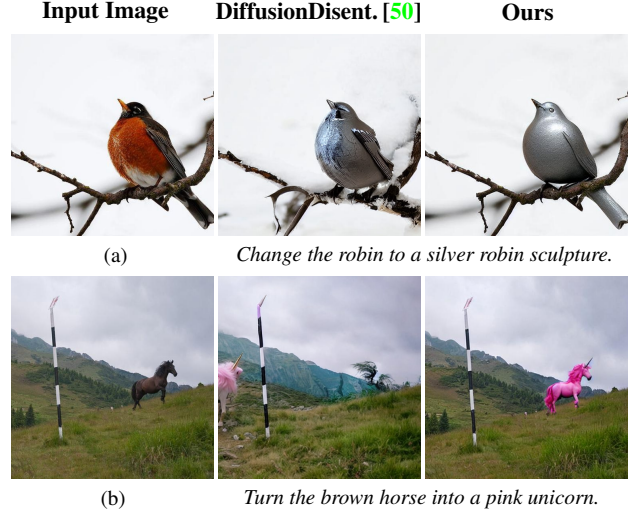 Input Image DiffusionDisent. [50] Ours
(a) Change the robin to a silver robin sculpture.
(b) Turn the brown horse into a pink unicorn.